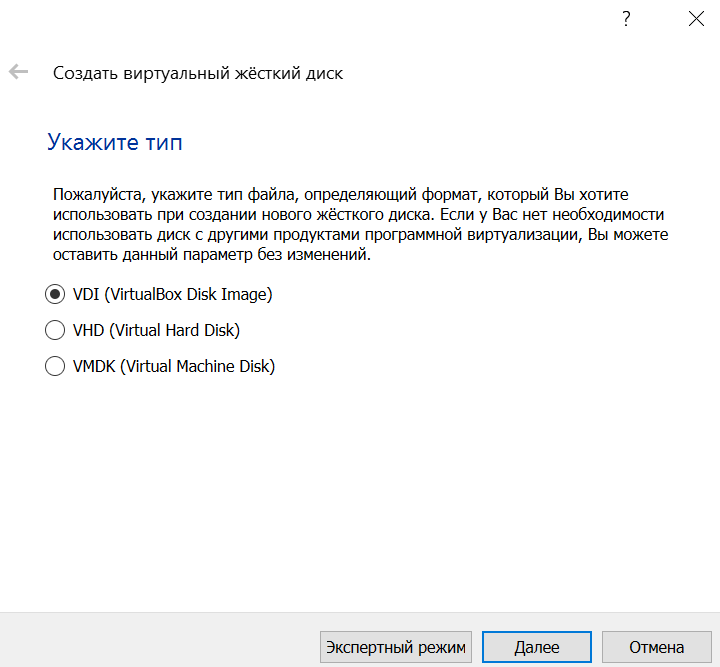 ?
Создать виртуальный жёсткий диск
Укажите тип
Пожалуйста, укажите тип файла, определяющий формат, который Вы хотите
использовать при создании нового жёсткого диска. Если у Вас нет необходимости
использовать диск с другими продуктами программной виртуализации, Вы можете
оставить данный параметр без изменений.
VDI (VirtualBox Disk Image)
VHD (Virtual Hard Disk)
VMDK (Virtual Machine Disk)
Экспертный режим Далее Отмена